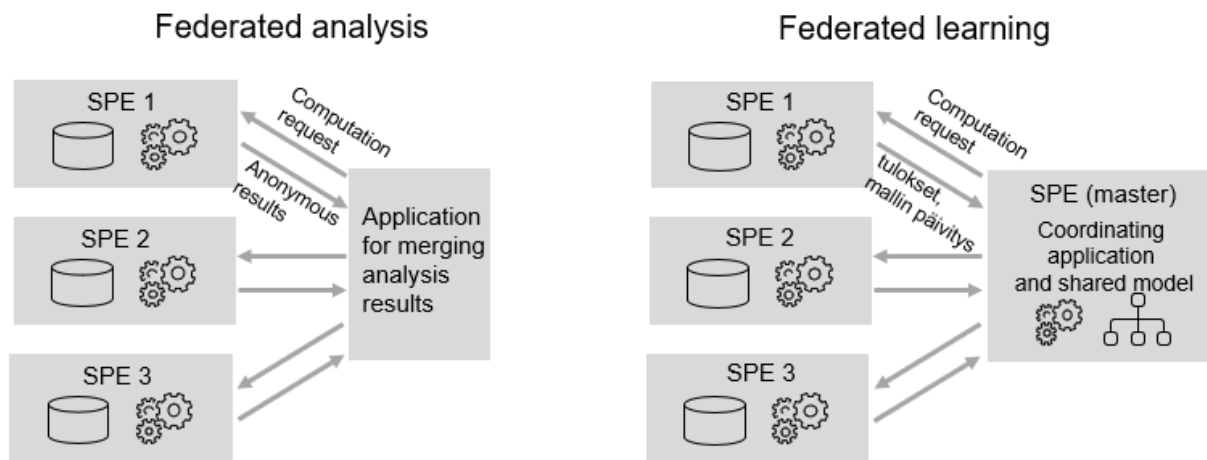 Federated analysis
SPE 1
Computation
request
Anonymous
results
SPE 2
SPE 3
Application
for merging
analysis
results
Federated learning
SPE 1
Computation
request
tulokset,
mallin päivitys
SPE 2
SPE 3
SPE (master)
Coordinating
application
and shared model